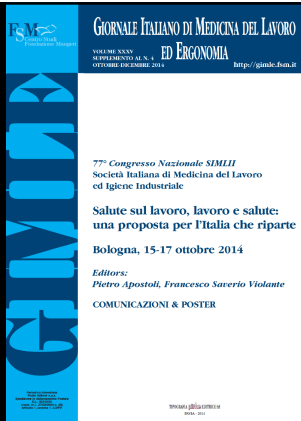 FSM
Centro Studi
Fondazione Maugeri
GIORNALE ITALIANO DI MEDICINA DEL LAVORO
ED ERGONOMIA
VOLUME XXXV
SUPPLEMENTO AL N. 4
OTTOBRE-DICEMBRE 2014
http://gimle.fsm.it
GIMLE
77° Congresso Nazionale SIMLII
Società Italiana di Medicina del Lavoro
ed Igiene Industriale
Salute sul lavoro, lavoro e salute:
una proposta per l'Italia che riparte
Bologna, 15-17 ottobre 2014
Editors:
Pietro Apostoli, Francesco Saverio Violante
COMUNICAZIONI & POSTER
TIPOGRAFIA PIME EDITRICE
PAVIA - 2014